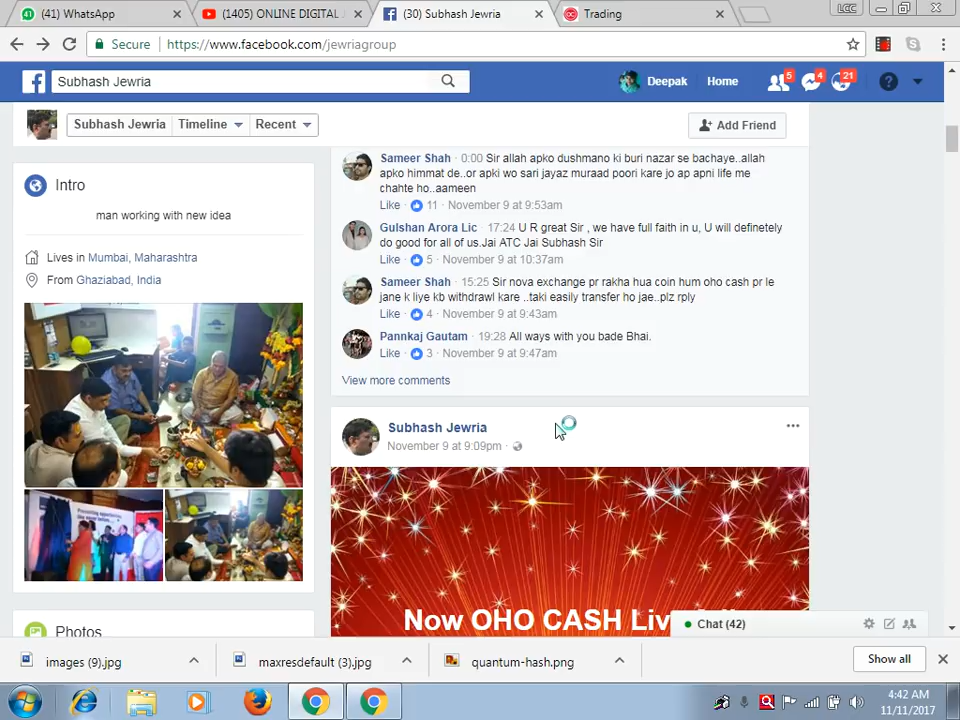 (41) WhatsApp
(1405) ONLINE DIGITAL
(30) Subhash Jewria
Trading
LCC
Secure
https://www.facebook.com/jewriagroup
Subhash Jewria
Deepak
Home
5
4
21
Subhash Jewria
Timeline
Recent
Add Friend
Intro
man working with new idea
Lives in Mumbai, Maharashtra
From Ghaziabad, India
Photos
Sameer Shah · 0:00 Sir allah apko dushmano ki buri nazar se bachaye..allah
apko himmat de..or apki wo sari jayaz muraad poori kare jo ap apni life me
chahte ho..aameen
Like · 11 · November 9 at 9:53am
Gulshan Arora Lic · 17:24 U R great Sir , we have full faith in u, U will definetely
do good for all of us.Jai ATC Jai Subhash Sir
Like · 5 · November 9 at 10:37am
Sameer Shah · 15:25 Sir nova exchange pr rakha hua coin hum oho cash pr le
jane k liye kb withdrawl kare ..taki easily transfer ho jae..plz rply
Like · 4 · November 9 at 9:43am
Pannkaj Gautam · 19:28 All ways with you bade Bhai.
Like · 3 · November 9 at 9:47am
View more comments
Subhash Jewria
November 9 at 9:09pm ·
Now OHO CASH
Chat (42)
images (9).jpg
maxresdefault (3).jpg
quantum-hash.png
Show all
4:42 AM
11/11/2017